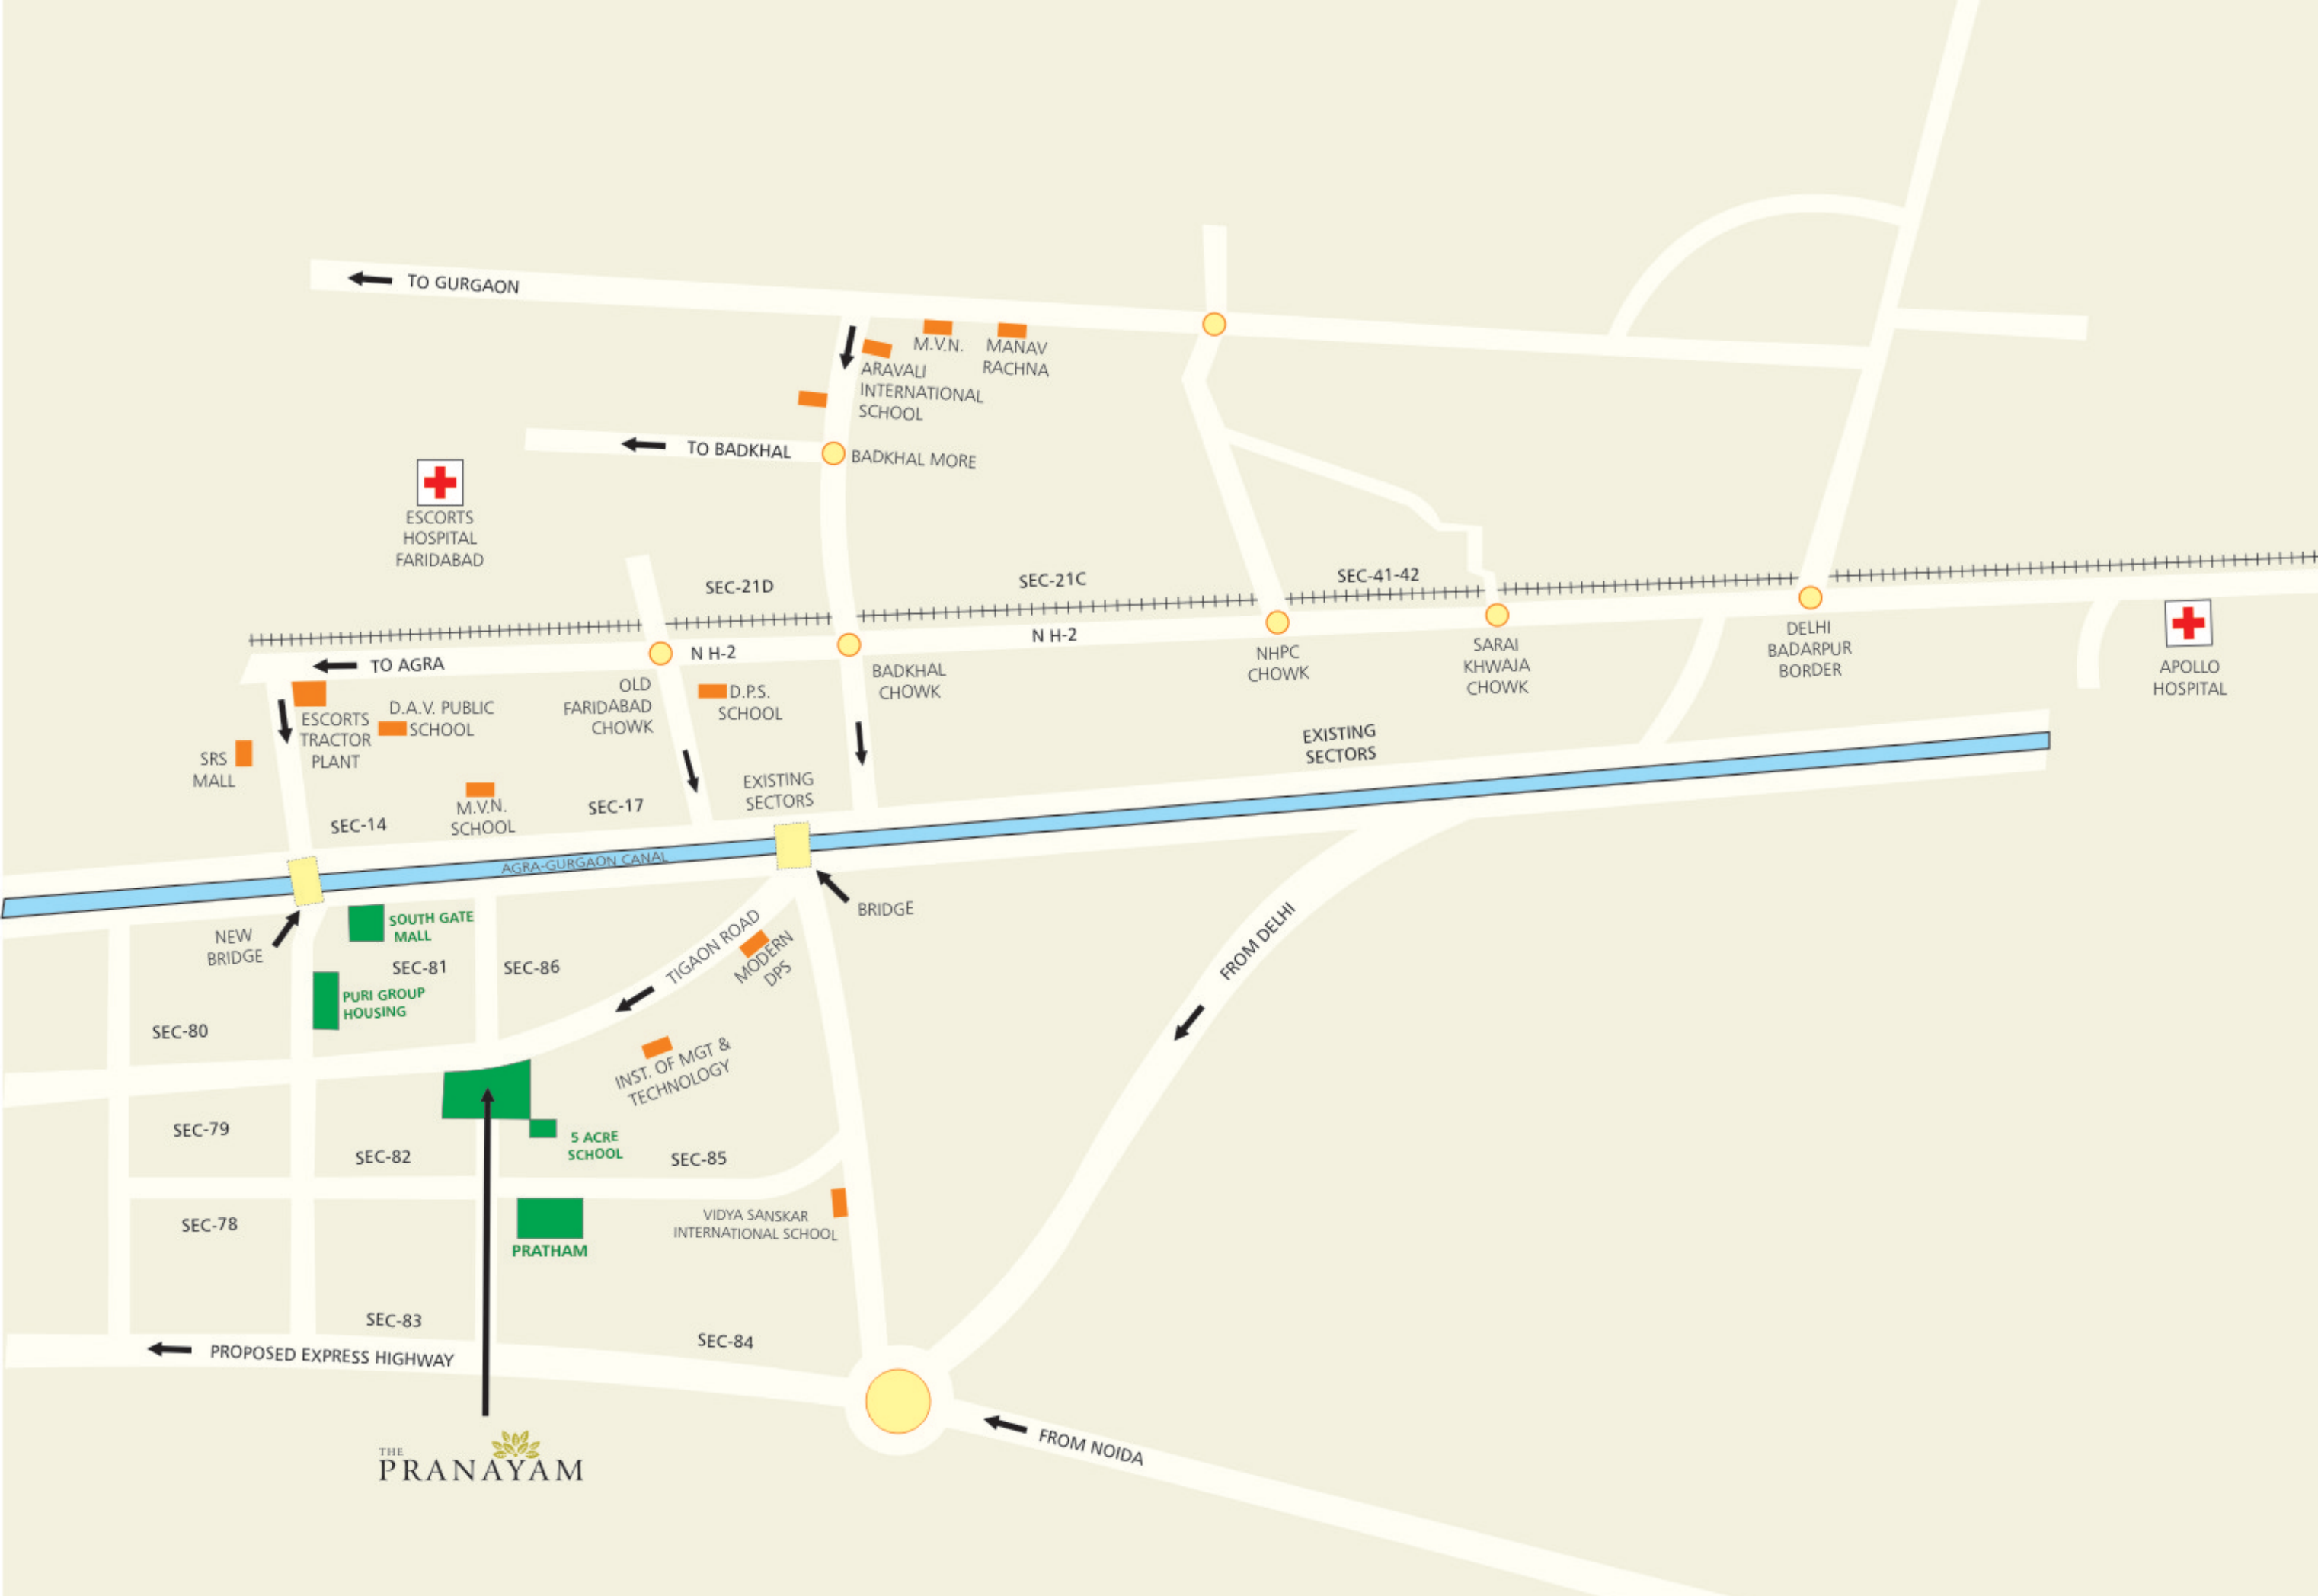 TO GURGAON
M.V.N.
MANAV
RACHNA
ARAVALI
INTERNATIONAL
SCHOOL
TO BADKHAL
BADKHAL MORE
ESCORTS
HOSPITAL
FARIDABAD
SEC-21D
SEC-21C
SEC-41-42
TO AGRA
N H-2
N H-2
OLD
FARIDABAD
CHOWK
D.P.S.
SCHOOL
BADKHAL
CHOWK
NHPC
CHOWK
SARAI
KHWAJA
CHOWK
DELHI
BADARPUR
BORDER
APOLLO
HOSPITAL
ESCORTS
TRACTOR
PLANT
D.A.V. PUBLIC
SCHOOL
SRS
MALL
M.V.N.
SCHOOL
SEC-14
SEC-17
EXISTING
SECTORS
EXISTING
SECTORS
AGRA-GURGAON CANAL
NEW
BRIDGE
SOUTH GATE
MALL
BRIDGE
SEC-81
SEC-86
TIGAON ROAD
MODERN
DPS
FROM DELHI
PURI GROUP
HOUSING
SEC-80
INST. OF MGT &
TECHNOLOGY
SEC-79
SEC-82
5 ACRE
SCHOOL
SEC-85
SEC-78
PRATHAM
VIDYA SANSKAR
INTERNATIONAL SCHOOL
SEC-83
SEC-84
PROPOSED EXPRESS HIGHWAY
FROM NOIDA
THE
PRANAYAM